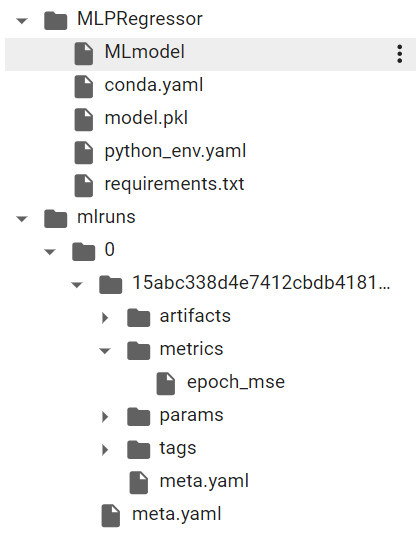 MLPRegressor
MLmodel
conda.yaml
model.pkl
python_env.yaml
requirements.txt
mlruns
0
15abc338d4e7412cbdb4181...
artifacts
metrics
epoch_mse
params
tags
meta.yaml
meta.yaml